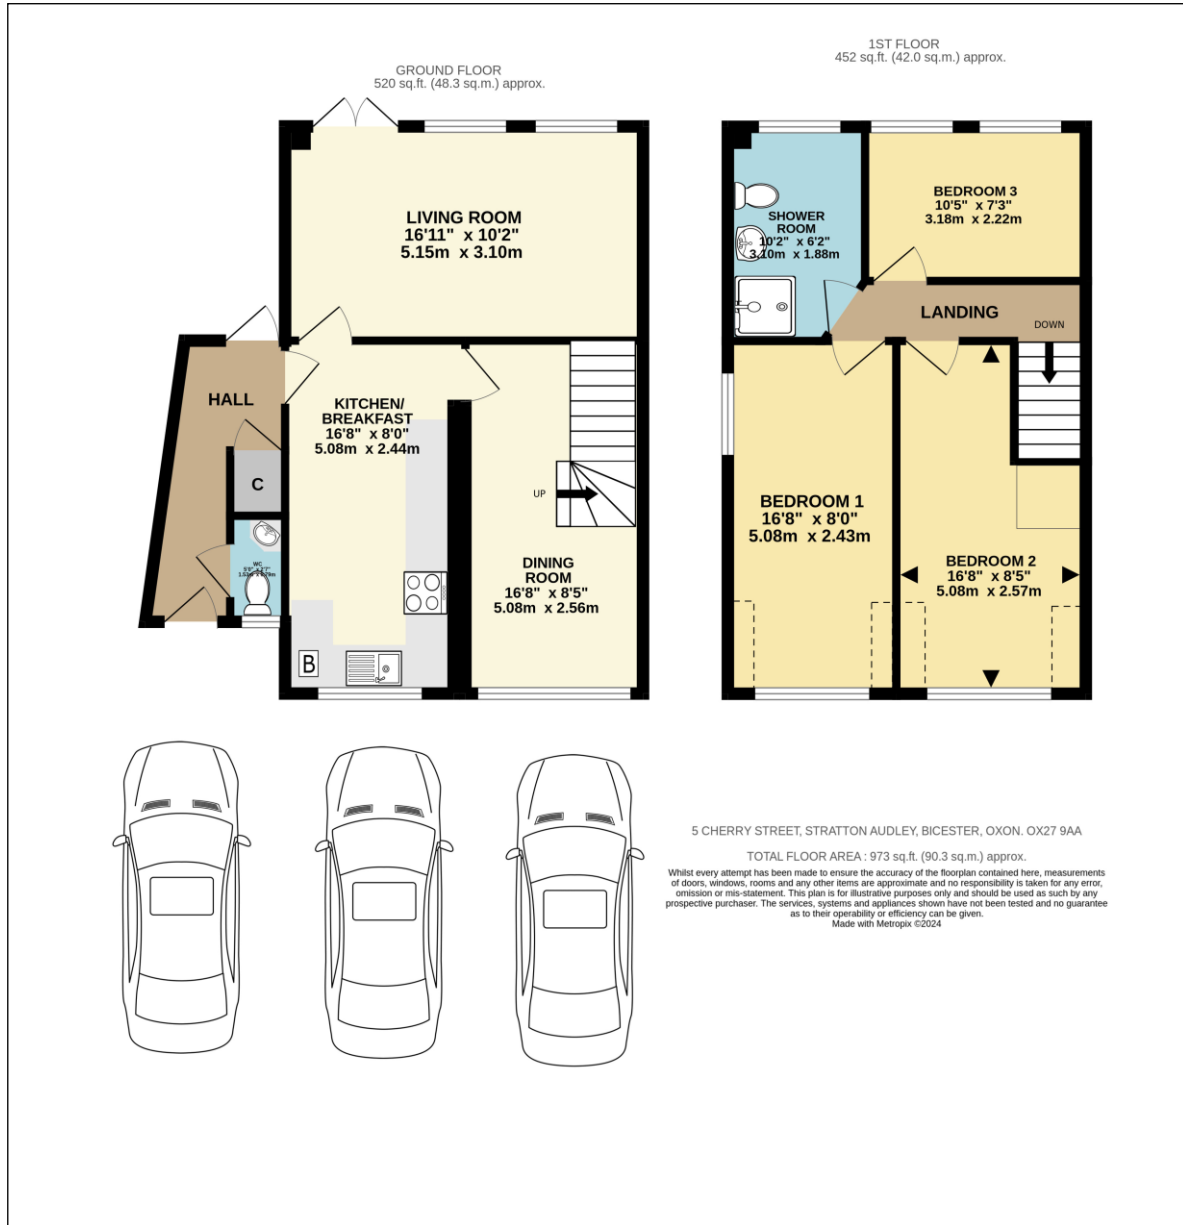 GROUND FLOOR
520 sq.ft. (48.3 sq.m.) approx.
LIVING ROOM
16'11" x 10'2"
5.15m x 3.10m
HALL
KITCHEN/
BREAKFAST
16'8" x 8'0"
5.08m x 2.44m
C
WC
UP
DINING
ROOM
16'8" x 8'5"
5.08m x 2.56m
B
1ST FLOOR
452 sq.ft. (42.0 sq.m.) approx.
SHOWER
ROOM
10'2" x 6'2"
3.10m x 1.88m
BEDROOM 3
10'5" x 7'3"
3.18m x 2.22m
LANDING
DOWN
BEDROOM 1
16'8" x 8'0"
5.08m x 2.43m
BEDROOM 2
16'8" x 8'5"
5.08m x 2.57m
5 CHERRY STREET, STRATTON AUDLEY, BICESTER, OXON. OX27 9AA
TOTAL FLOOR AREA : 973 sq.ft. (90.3 sq.m.) approx.
Whilst every attempt has been made to ensure the accuracy of the floorplan contained here, measurements
of doors, windows, rooms and any other items are approximate and no responsibility is taken for any error,
omission or mis-statement. This plan is for illustrative purposes only and should be used as such by any
prospective purchaser. The services, systems and appliances shown have not been tested and no guarantee
as to their operability or efficiency can be given.
Made with Metropix ©2024